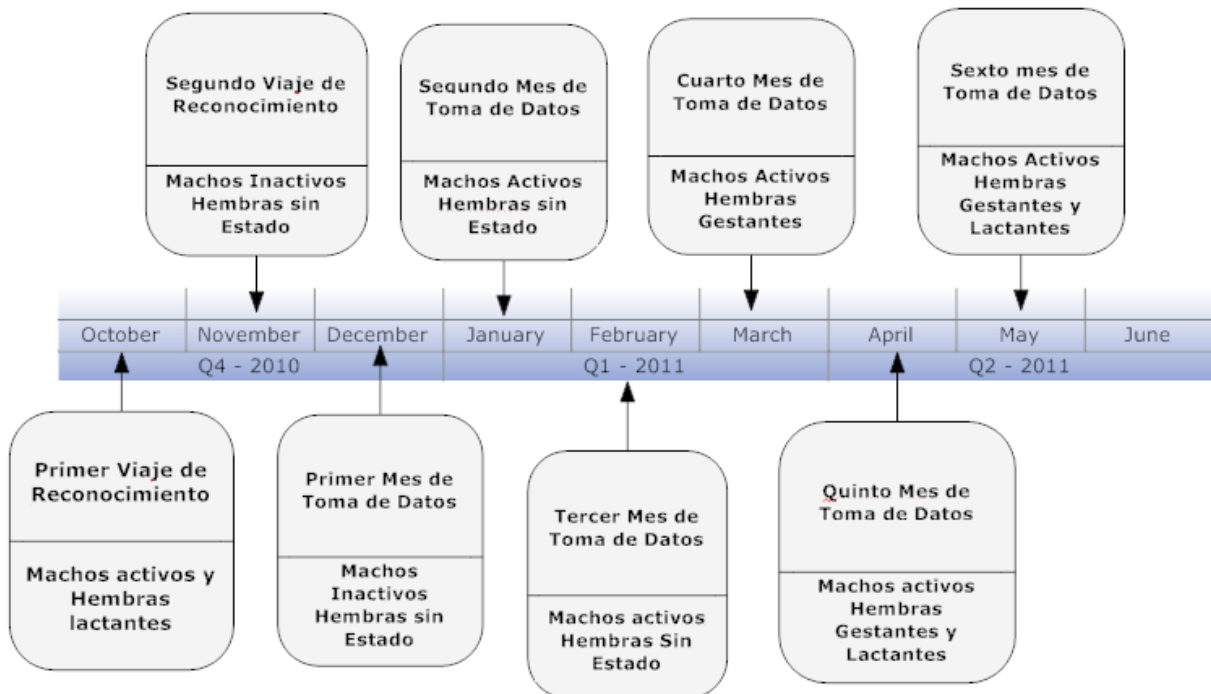 Segundo Viaje de
Reconocimiento
Machos Inactivos
Hembras sin
Estado
Segundo Mes de
Toma de Datos
Machos Activos
Hembras sin
Estado
Cuarto Mes de
Toma de Datos
Machos Activos
Hembras
Gestantes
Sexto mes de
Toma de Datos
Machos Activos
Hembras
Gestantes y
Lactantes
October November December January February March April May June
Q4 - 2010 Q1 - 2011 Q2 - 2011
Primer Viaje de
Reconocimiento
Machos activos y
Hembras
lactantes
Primer Mes de
Toma de Datos
Machos
Inactivos
Hembras sin
Estado
Tercer Mes de
Toma de Datos
Machos activos
Hembras Sin
Estado
Quinto Mes de
Toma de Datos
Machos activos
Hembras
Gestantes y
Lactantes